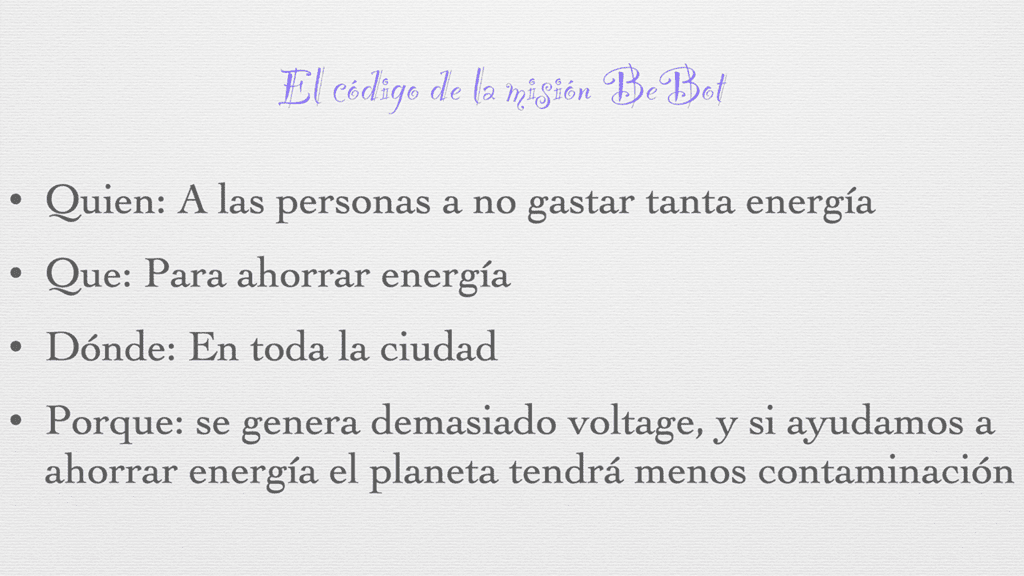 El código de la misión BeBot
• Quien: A las personas a no gastar tanta energía
• Que: Para ahorrar energía
• Dónde: En toda la ciudad
• Porque: se genera demasiado voltage, y si ayudamos a
ahorrar energía el planeta tendrá menos contaminación